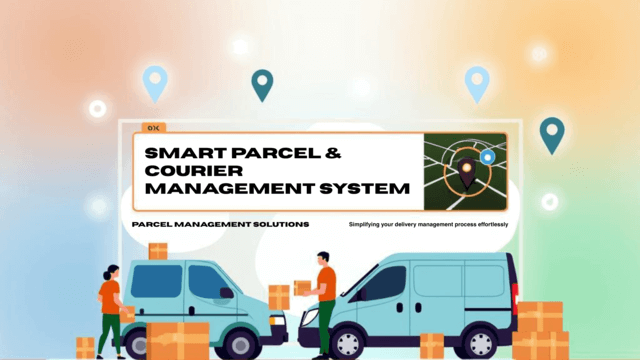 SMART PARCEL &
COURIER
MANAGEMENT SYSTEM
PARCEL MANAGEMENT SOLUTIONS
Simplifying your delivery management process effortlessly